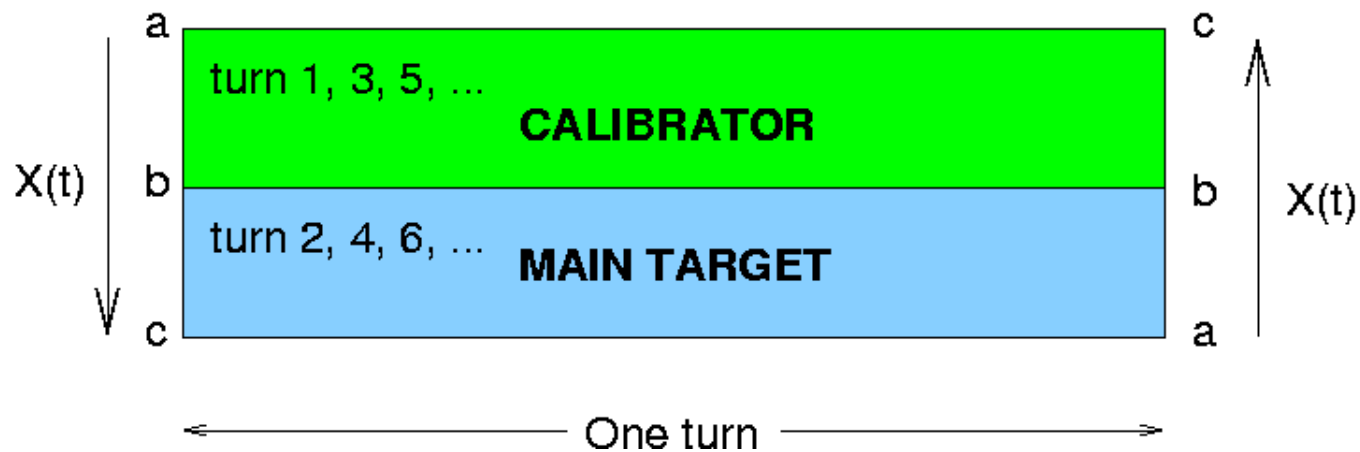 a
c
turn 1, 3, 5, ...
CALIBRATOR
X(t)
b
b
X(t)
turn 2, 4, 6, ...
MAIN TARGET
c
a
One turn